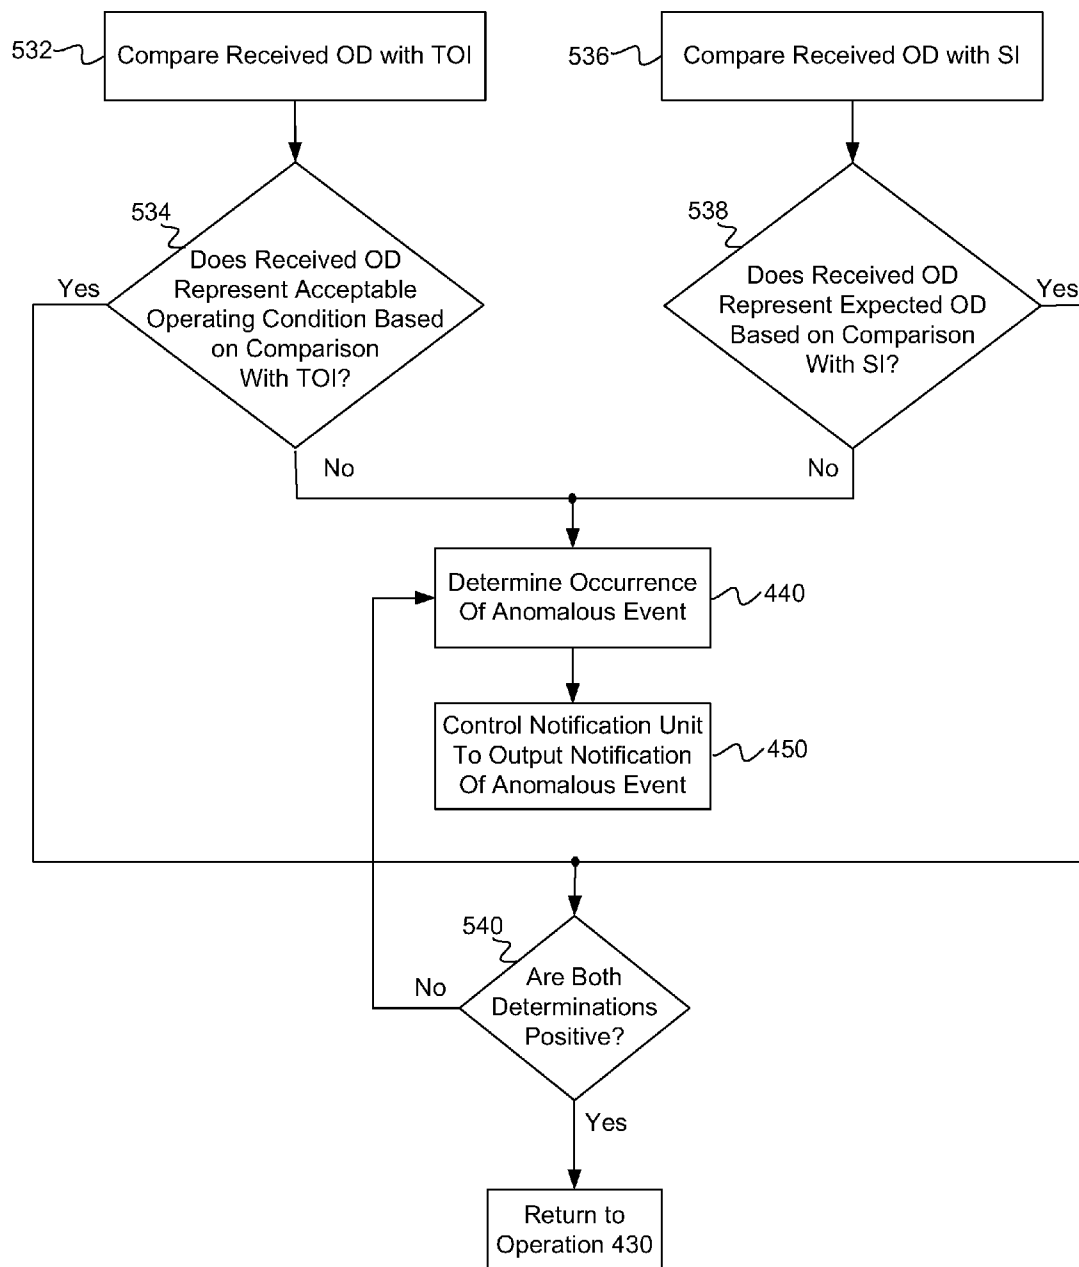 532
Compare Received OD with TOI
536
Compare Received OD with SI
534
Does Received OD
Represent Acceptable
Operating Condition Based
on Comparison
With TOI?
Yes
No
538
Does Received OD
Represent Expected OD
Based on Comparison
With SI?
Yes
No
Determine Occurrence
Of Anomalous Event
440
Control Notification Unit
To Output Notification
Of Anomalous Event
450
540
Are Both
Determinations
Positive?
No
Yes
Return to
Operation 430